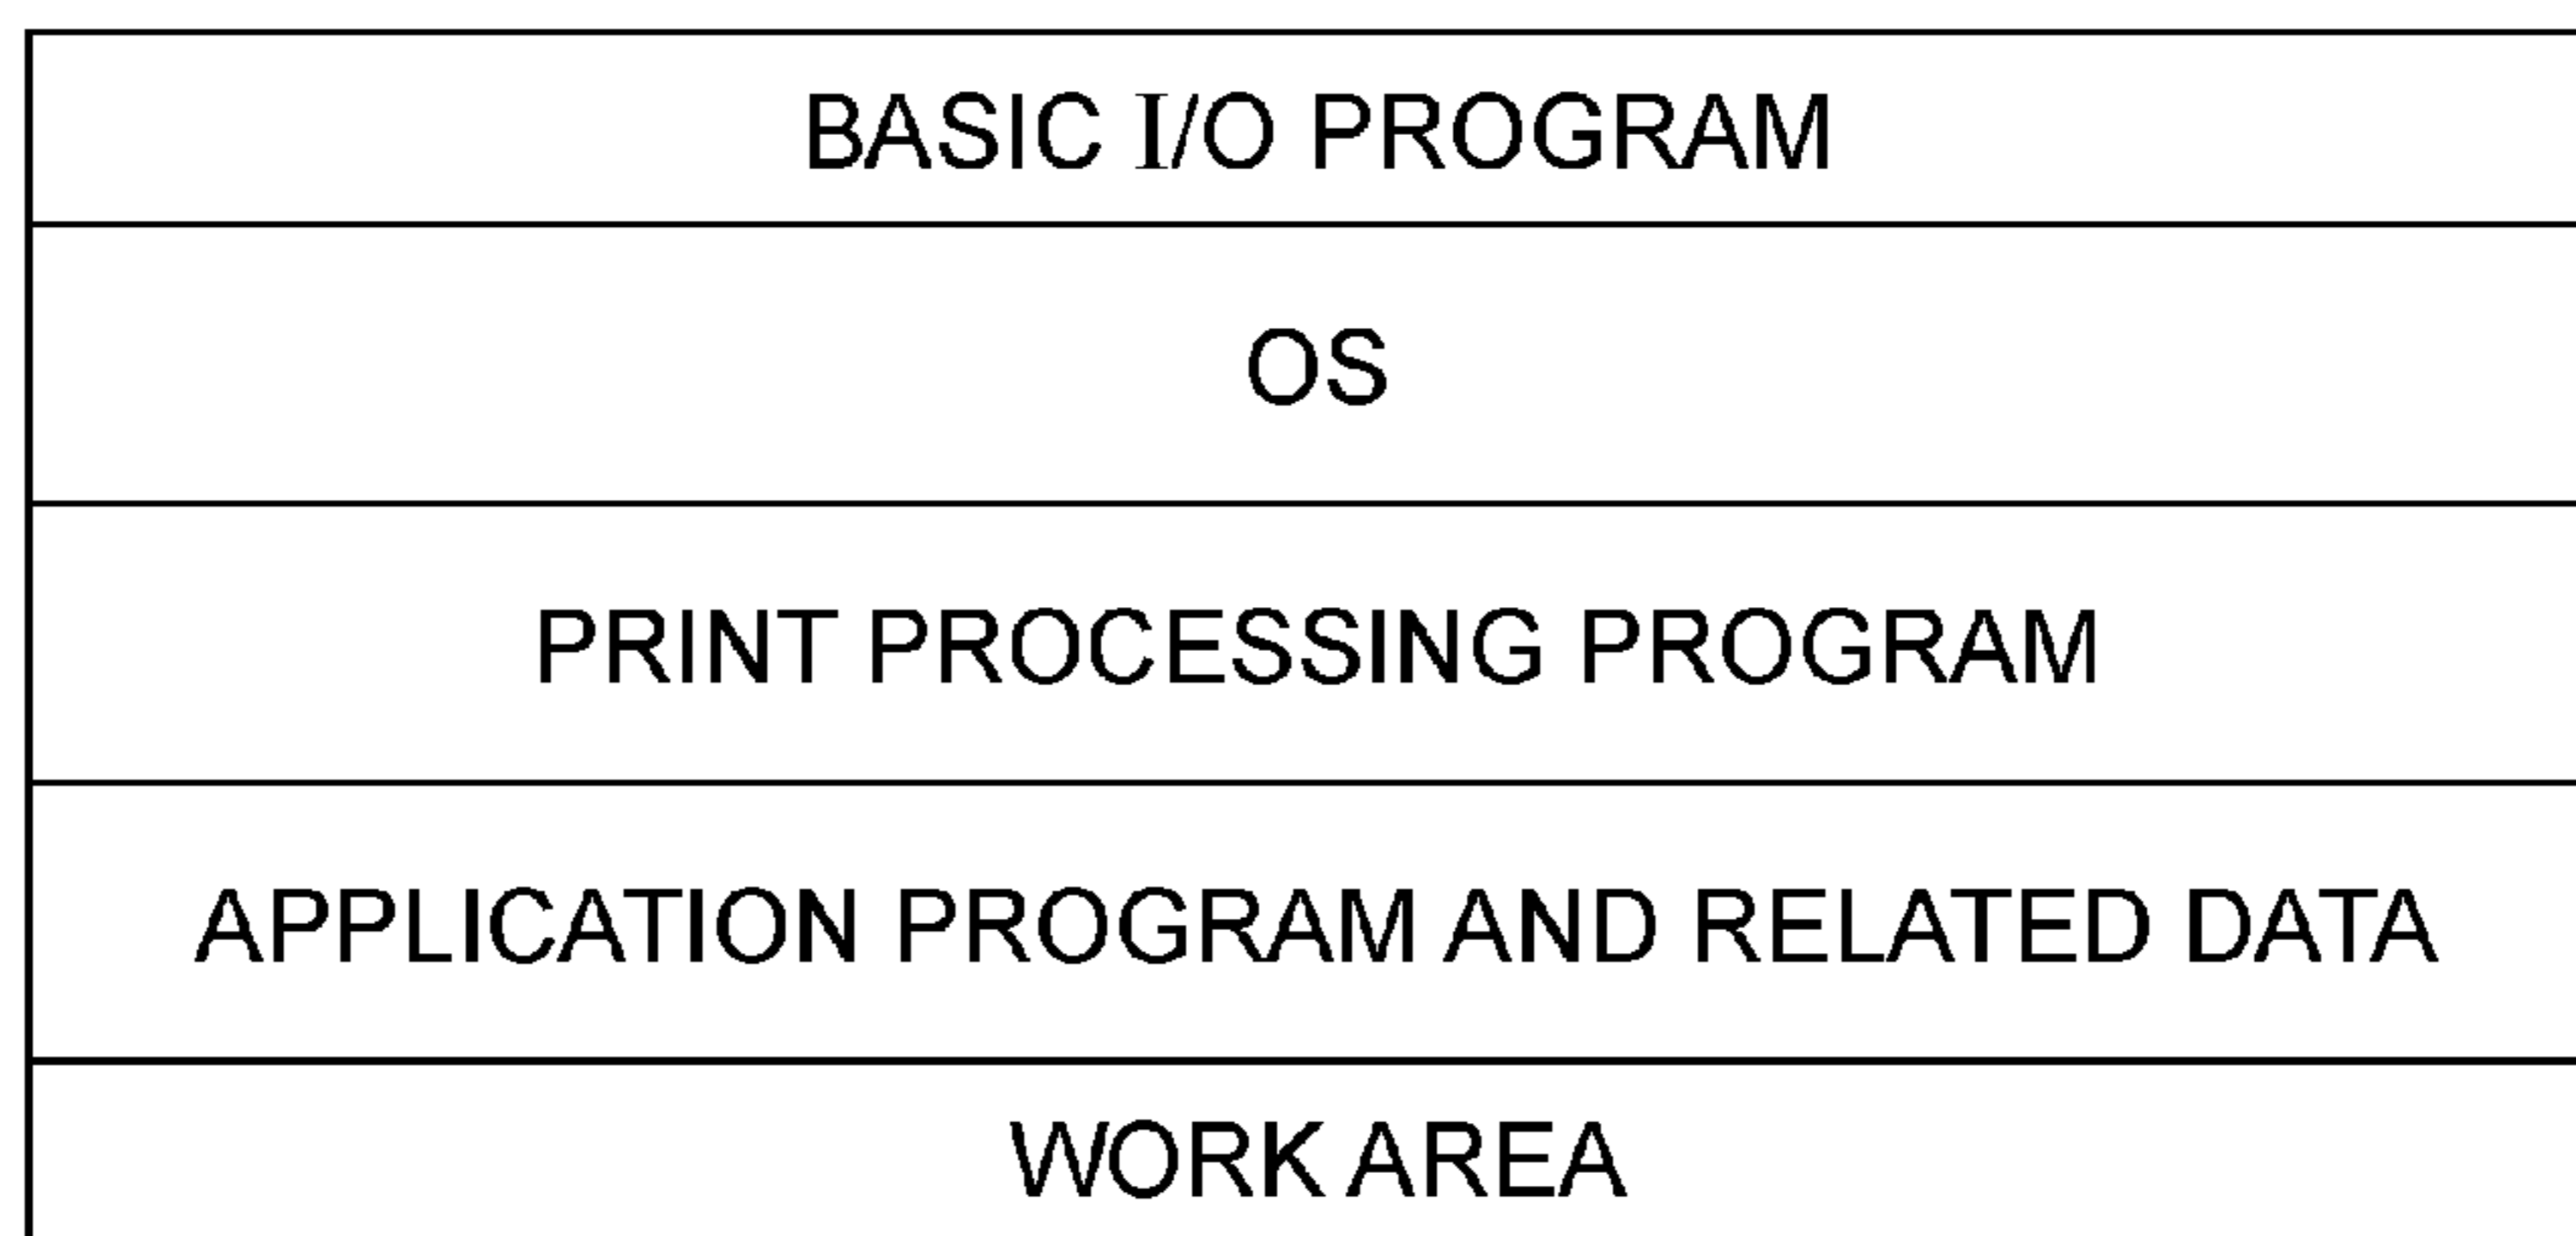 BASIC I/O PROGRAM
OS
PRINT PROCESSING PROGRAM
APPLICATION PROGRAM AND RELATED DATA
WORK AREA